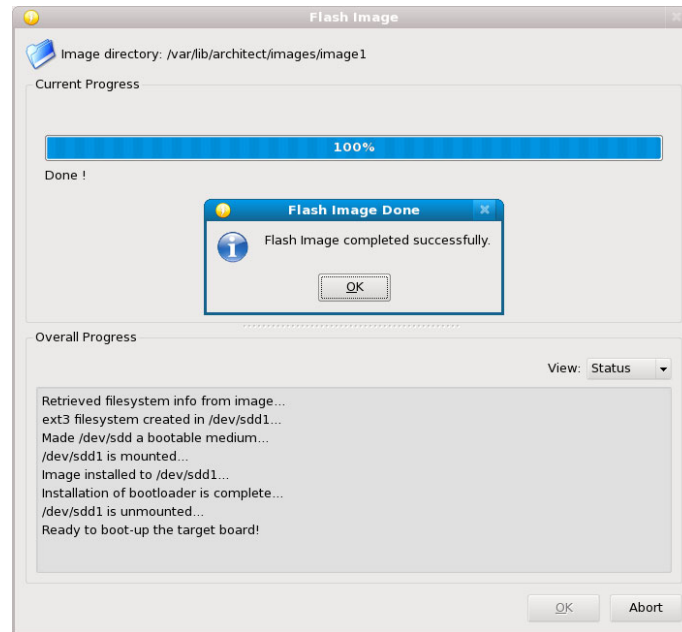 Flash Image
Image directory: /var/lib/architect/images/image1
Current Progress
100%
Done !
Flash Image Done
Flash Image completed successfully.
OK
Overall Progress
View: Status
Retrieved filesystem info from image...
ext3 filesystem created in /dev/sdd1...
Made /dev/sdd a bootable medium...
/dev/sdd1 is mounted...
Image installed to /dev/sdd1...
Installation of bootloader is complete...
/dev/sdd1 is unmounted...
Ready to boot-up the target board!
OK Abort